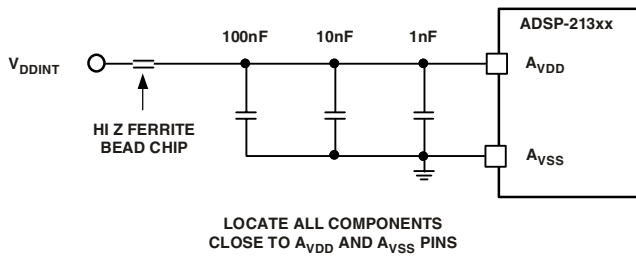 ADSP-213xx
100nF 10nF 1nF
VDDINT
AVDD
HI Z FERRITE
BEAD CHIP
AVSS
LOCATE ALL COMPONENTS
CLOSE TO AVDD AND AVSS PINS